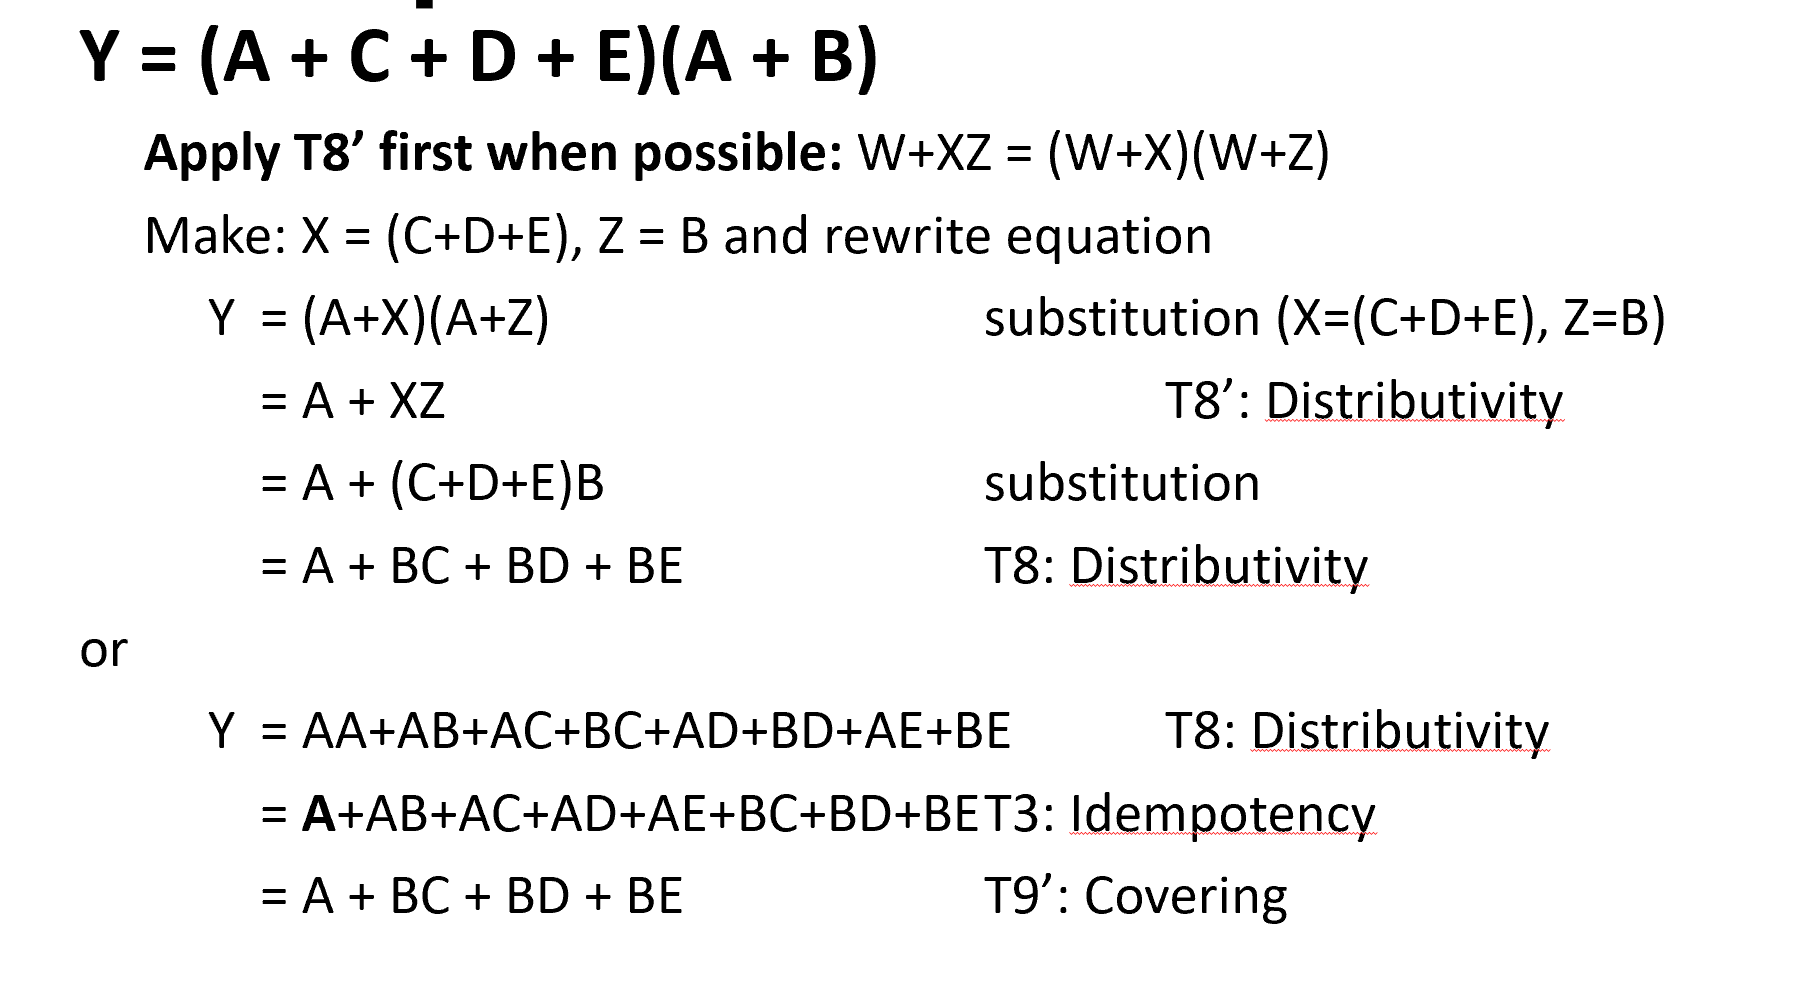 Y = (A + C + D + E)(A + B)
Apply T8’ first when possible: W+XZ = (W+X)(W+Z)
Make: X = (C+D+E), Z = B and rewrite equation
Y = (A+X)(A+Z) substitution (X=(C+D+E), Z=B)
= A + XZ T8’: Distributivity
= A + (C+D+E)B substitution
= A + BC + BD + BE T8: Distributivity
or
Y = AA+AB+AC+BC+AD+BD+AE+BE T8: Distributivity
= A+AB+AC+AD+AE+BC+BD+BE T3: Idempotency
= A + BC + BD + BE T9’: Covering